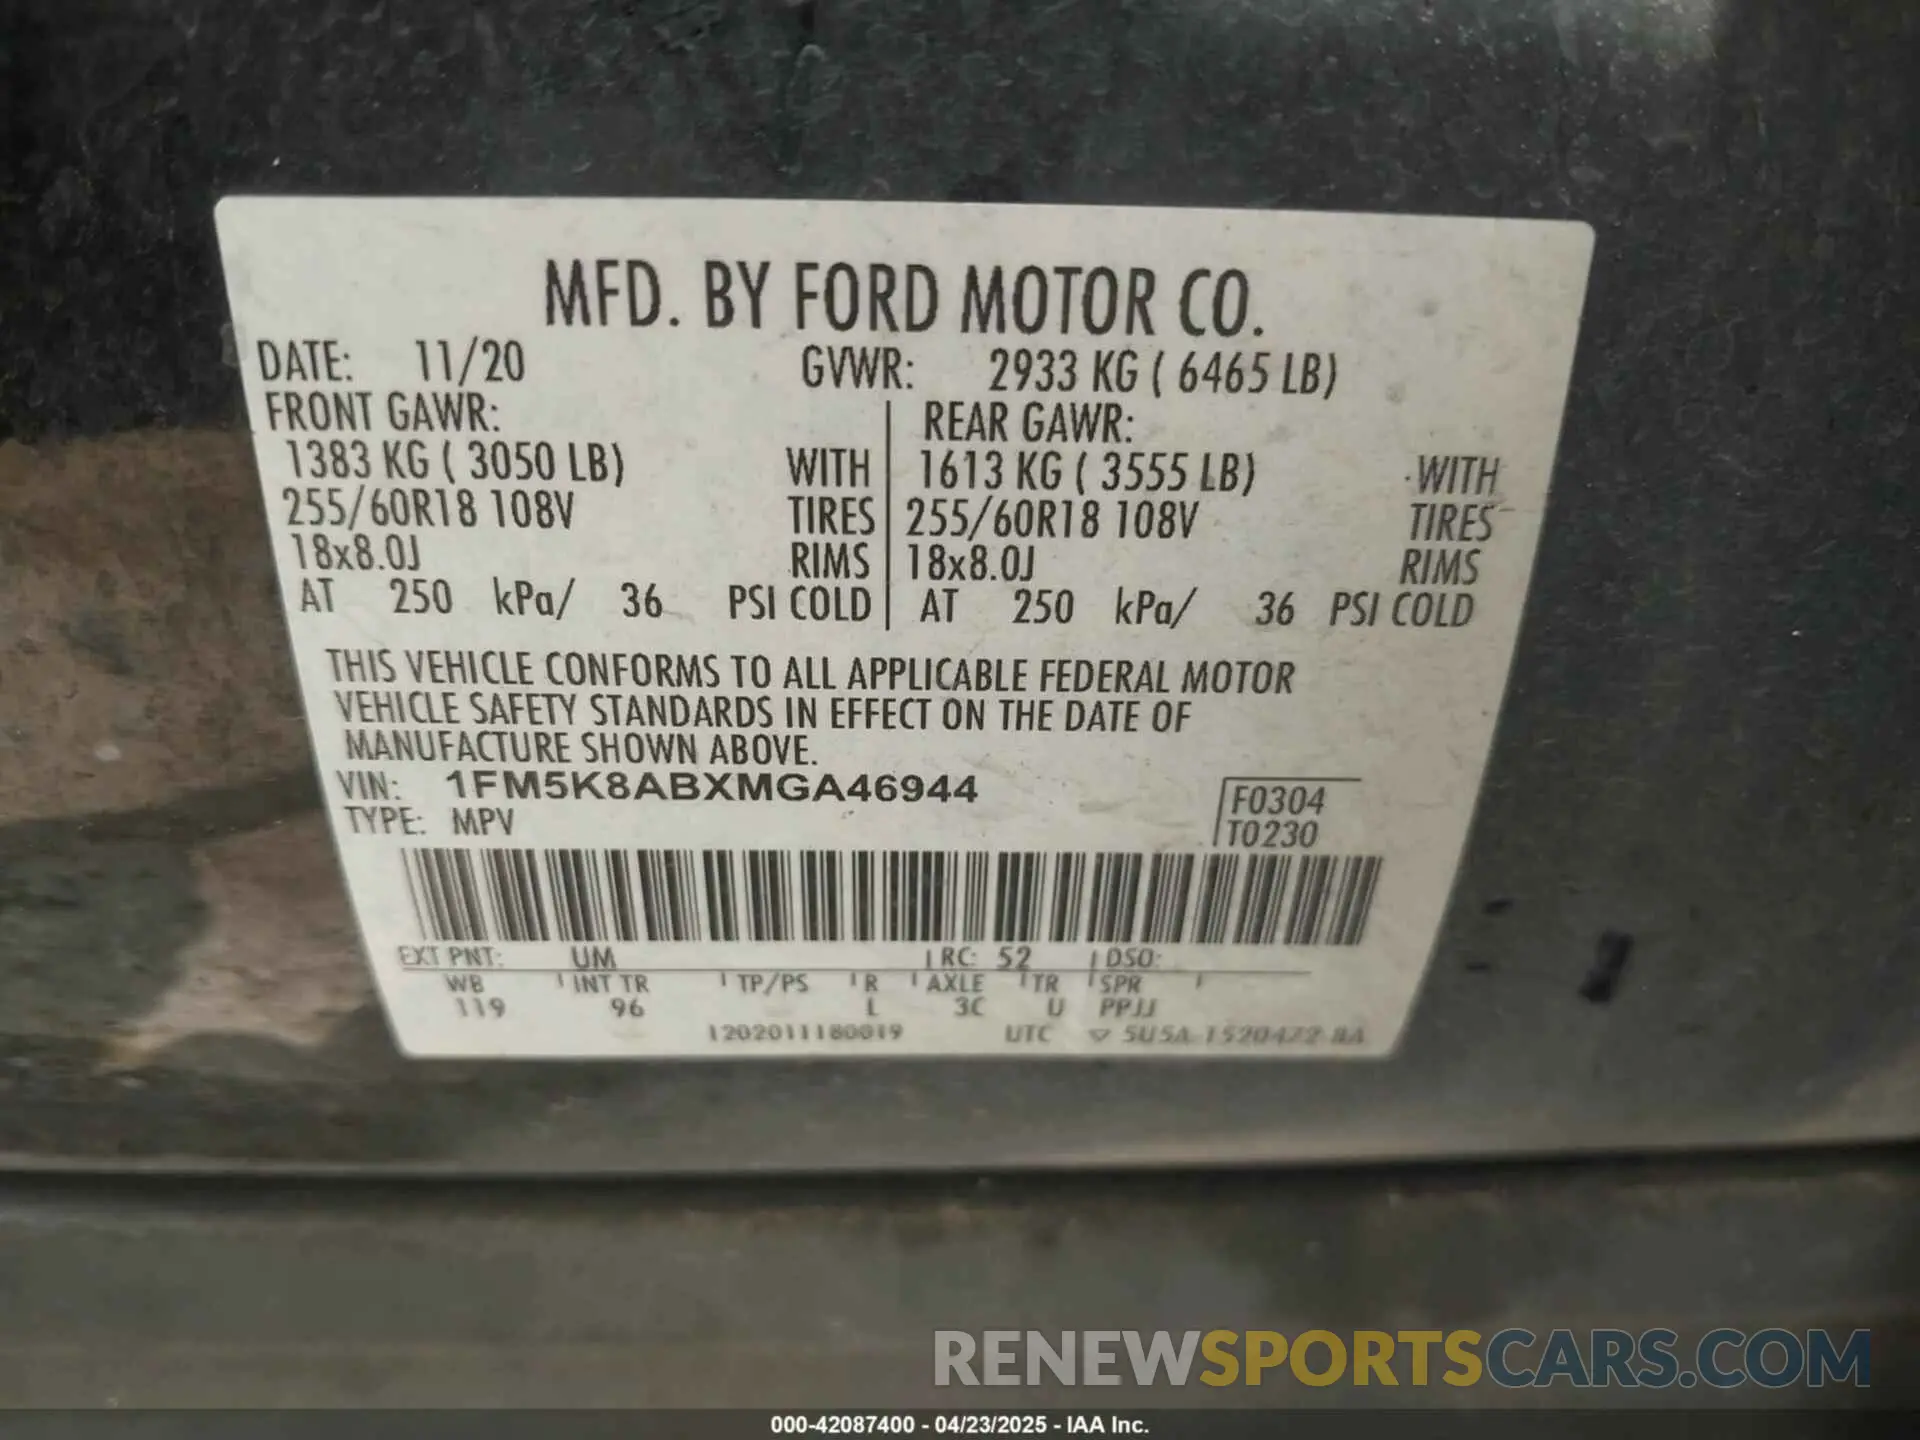 MFD. BY FORD MOTOR CO.
DATE: 11/20 GVWR: 2933 KG ( 6465 LB)
FRONT GAWR: REAR GAWR:
1383 KG ( 3050 LB) WITH 1613 KG ( 3555 LB) WITH
255/60R18 108V TIRES 255/60R18 108V TIRES
18x8.0J RIMS 18x8.0J RIMS
AT 250 kPa/ 36 PSI COLD AT 250 kPa/ 36 PSI COLD
THIS VEHICLE CONFORMS TO ALL APPLICABLE FEDERAL MOTOR
VEHICLE SAFETY STANDARDS IN EFFECT ON THE DATE OF
MANUFACTURE SHOWN ABOVE.
VIN: 1FM5K8ABXMGA46944
F0304
TYPE: MPV
T0230
EXT PNT: UM RC: 52 DSO:
WB INT TR TP/PS R AXLE TR SPR
119 96 L 3C U PPJJ
1202011180019 UTC
RENEWSPORTSCARS.COM
000-42087400 - 04/23/2025 - IAA Inc.